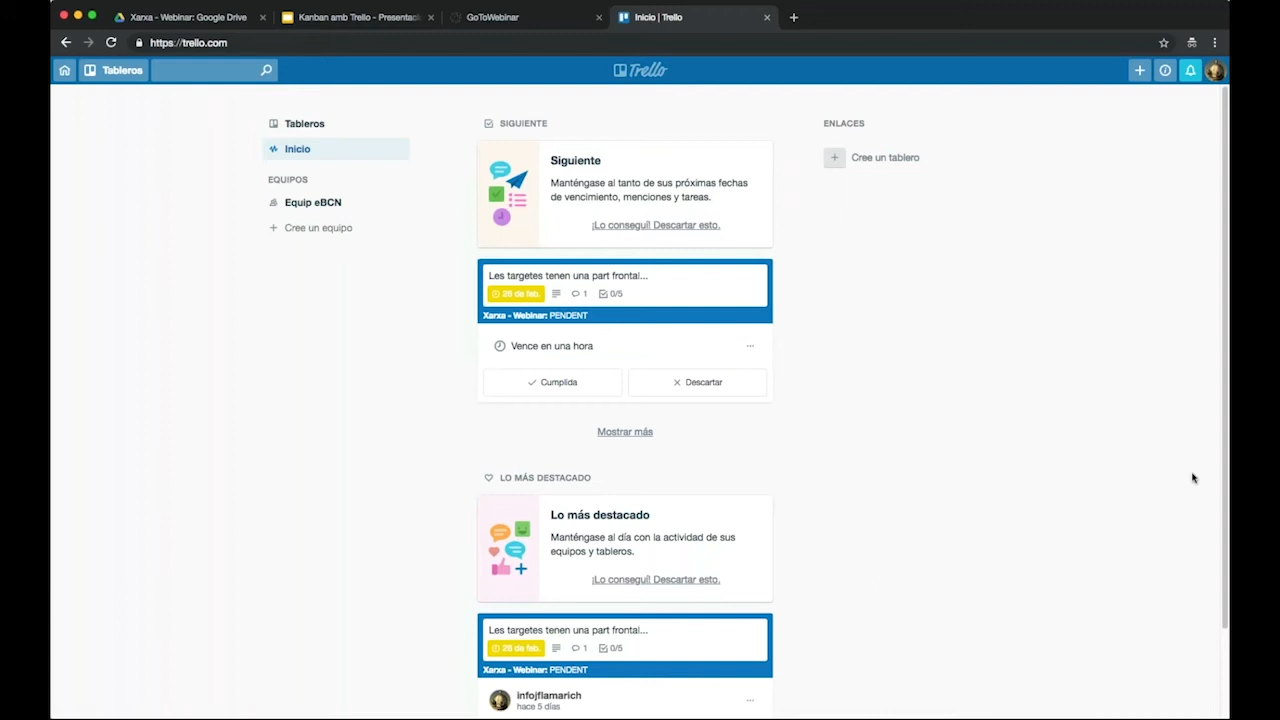 Xarxa - Webinar: Google Drive
Kanban amb Trello - Presentaci
GoToWebinar
Inicio | Trello
https://trello.com
Tableros
Trello
Tableros
Inicio
EQUIPOS
Equip eBCN
Cree un equipo
SIGUIENTE
Siguiente
Manténgase al tanto de sus próximas fechas
de vencimiento, menciones y tareas.
¡Lo conseguí! Descartar esto.
Les targetes tenen una part frontal...
28 de feb.
1
0/5
Xarxa - Webinar: PENDENT
Vence en una hora
Cumplida
Descartar
Mostrar más
LO MÁS DESTACADO
Lo más destacado
Manténgase al día con la actividad de sus
equipos y tableros.
¡Lo conseguí! Descartar esto.
Les targetes tenen una part frontal...
28 de feb.
1
0/5
Xarxa - Webinar: PENDENT
infojflamarich
hace 5 días
ENLACES
Cree un tablero